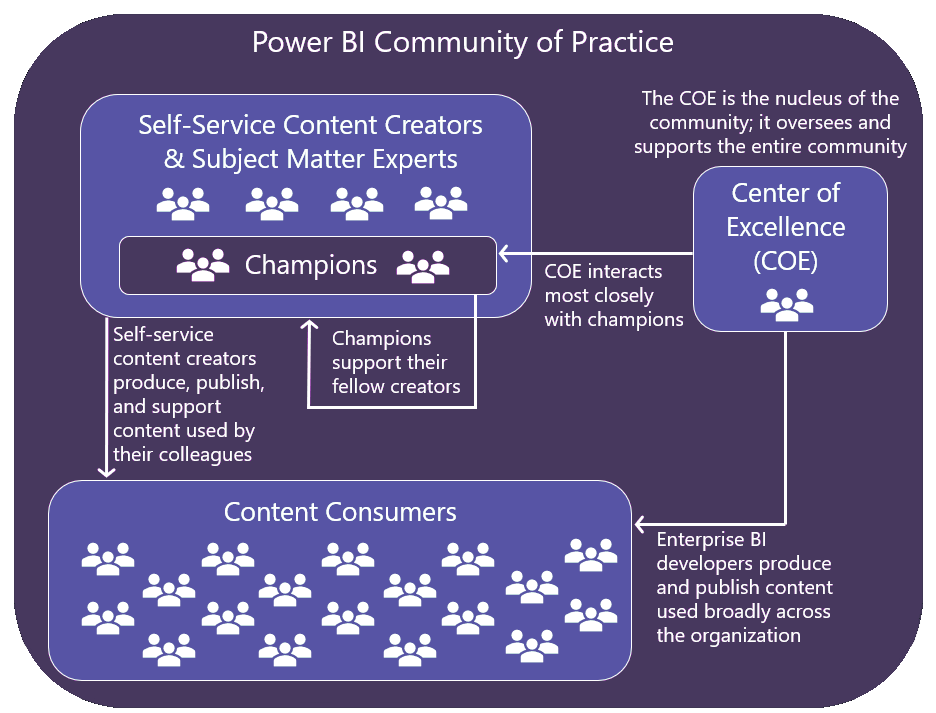 Power BI Community of Practice
The COE is the nucleus of the
community; it oversees and
supports the entire community
Self-Service Content Creators
& Subject Matter Experts
Champions
Center of
Excellence
(COE)
COE interacts
most closely
with champions
Champions
support their
fellow creators
Self-service
content creators
produce, publish,
and support
content used by
their colleagues
Content Consumers
Enterprise BI
developers produce
and publish content
used broadly across
the organization